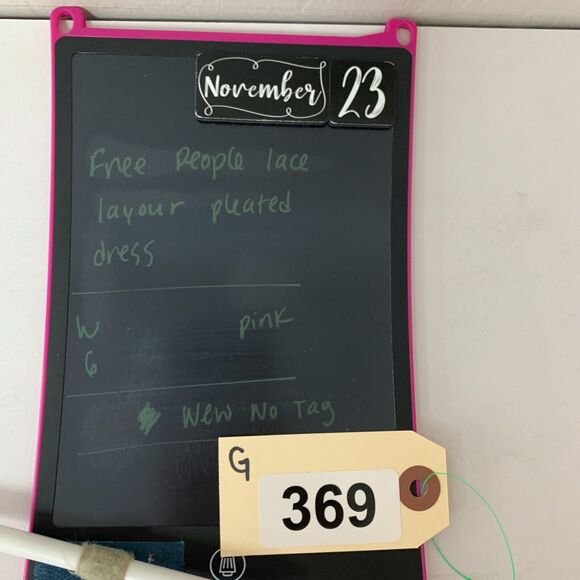 November 23
Free People lace
layour pleated
dress
W pink
6
New No Tag
G
369